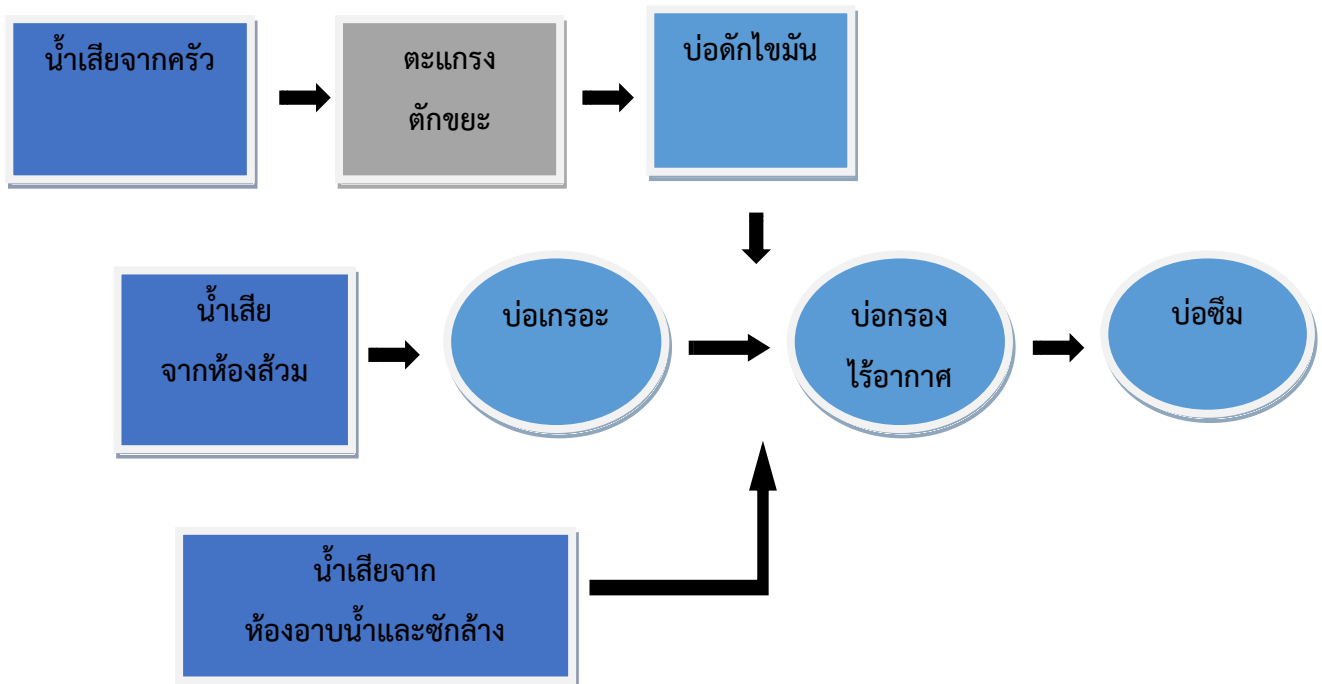 น้ำเสียจากครัว
ตะแกรง
ตักขยะ
บ่อดักไขมัน
น้ำเสีย
จากห้องส้วม
บ่อเกรอะ
บ่อกรอง
ไร้อากาศ
บ่อซึม
น้ำเสียจาก
ห้องอาบน้ำและซักล้าง